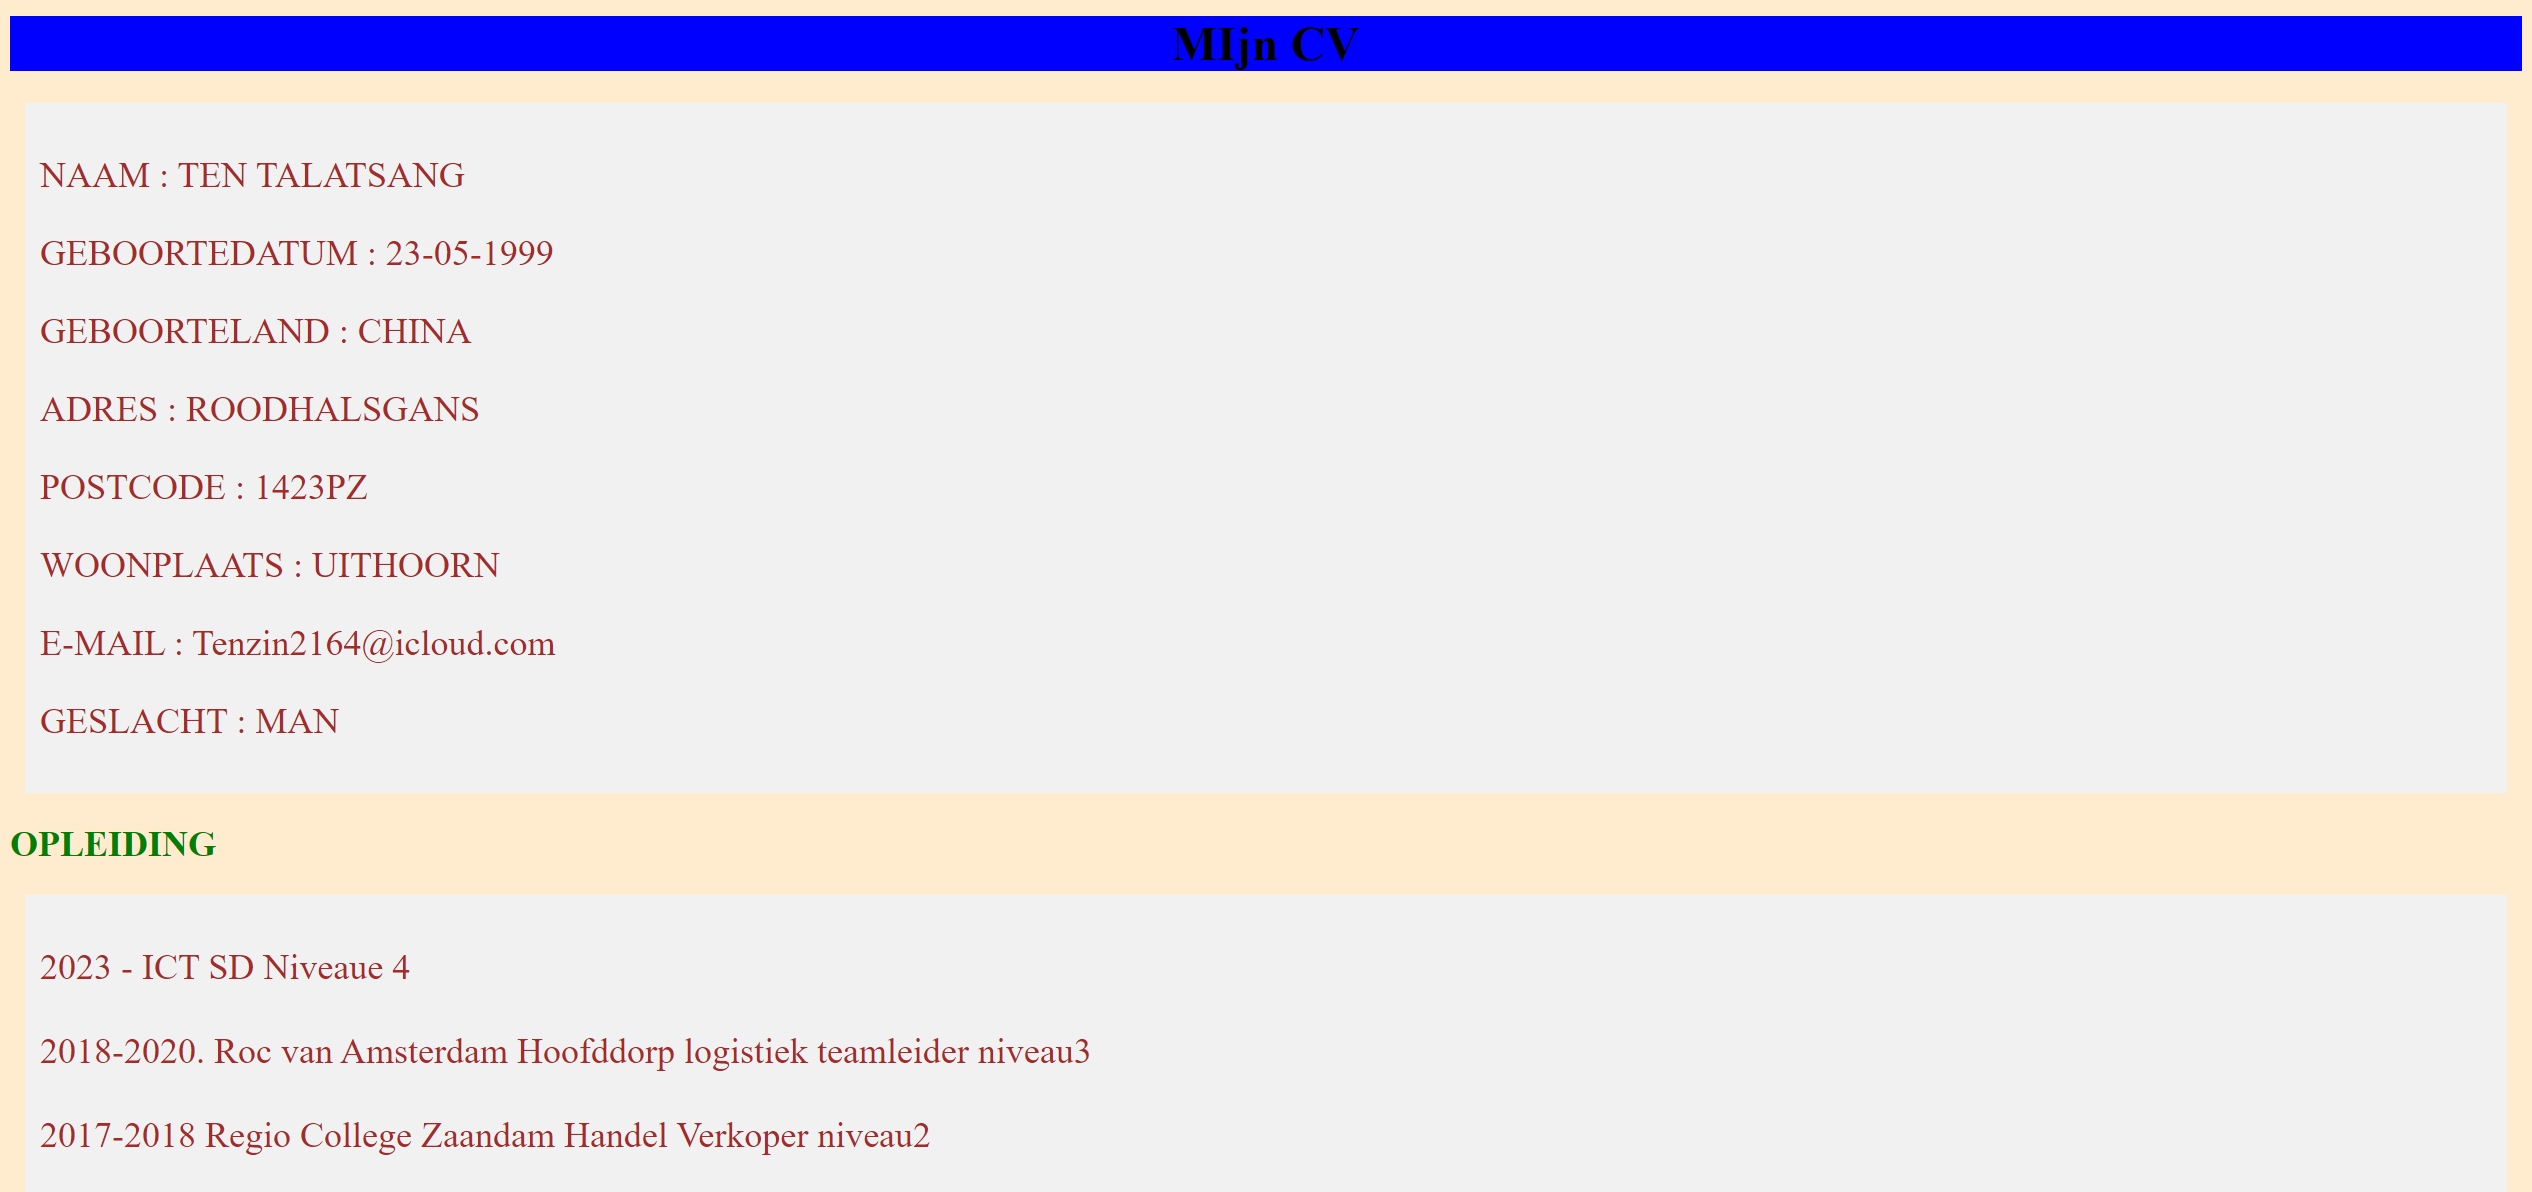 MIjn CV
NAAM : TEN TALATSANG
GEBOORTEDATUM : 23-05-1999
GEBOORTELAND : CHINA
ADRES : ROODHALSGANS
POSTCODE : 1423PZ
WOONPLAATS : UITHOORN
E-MAIL : Tenzin2164@icloud.com
GESLACHT : MAN
OPLEIDING
2023 - ICT SD Niveaue 4
2018-2020. Roc van Amsterdam Hoofddorp logistiek teamleider niveau3
2017-2018 Regio College Zaandam Handel Verkoper niveau2